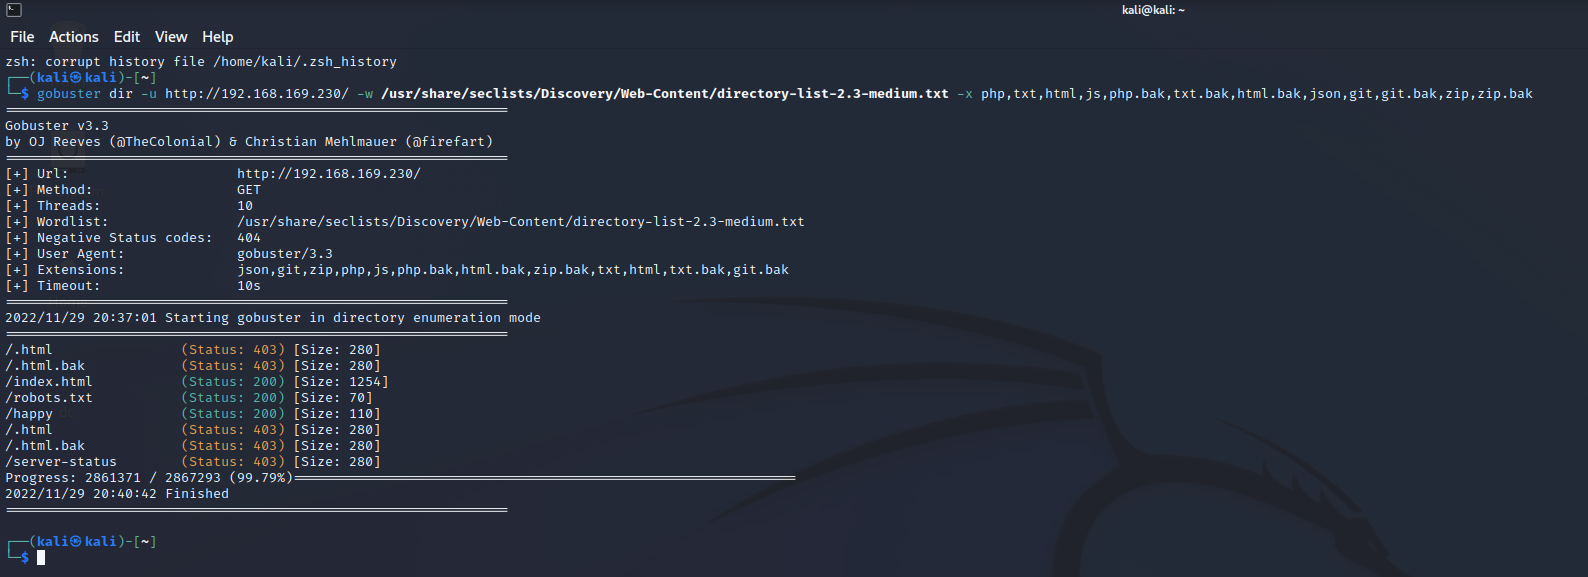 kali@kali: ~
File Actions Edit View Help
zsh: corrupt history file /home/kali/.zsh_history
┌──(kali㉿kali)-[~]
└─$ gobuster dir -u http://192.168.169.230/ -w /usr/share/seclists/Discovery/Web-Content/directory-list-2.3-medium.txt -x php,txt,html,js,php.bak,txt.bak,html.bak,json,git,git.bak,zip,zip.bak
===============================================================
Gobuster v3.3
by OJ Reeves (@TheColonial) & Christian Mehlmauer (@firefart)
===============================================================
[+] Url:                     http://192.168.169.230/
[+] Method:                  GET
[+] Threads:                 10
[+] Wordlist:                /usr/share/seclists/Discovery/Web-Content/directory-list-2.3-medium.txt
[+] Negative Status codes:   404
[+] User Agent:              gobuster/3.3
[+] Extensions:              json,git,zip,php,js,php.bak,html.bak,zip.bak,txt,html,txt.bak,git.bak
[+] Timeout:                 10s
===============================================================
2022/11/29 20:37:01 Starting gobuster in directory enumeration mode
===============================================================
/.html                (Status: 403) [Size: 280]
/.html.bak            (Status: 403) [Size: 280]
/index.html           (Status: 200) [Size: 1254]
/robots.txt           (Status: 200) [Size: 70]
/happy                (Status: 200) [Size: 110]
/.html                (Status: 403) [Size: 280]
/.html.bak            (Status: 403) [Size: 280]
/server-status        (Status: 403) [Size: 280]
Progress: 2861371 / 2867293 (99.79%)===============================================================
2022/11/29 20:40:42 Finished
===============================================================
┌──(kali㉿kali)-[~]
└─$